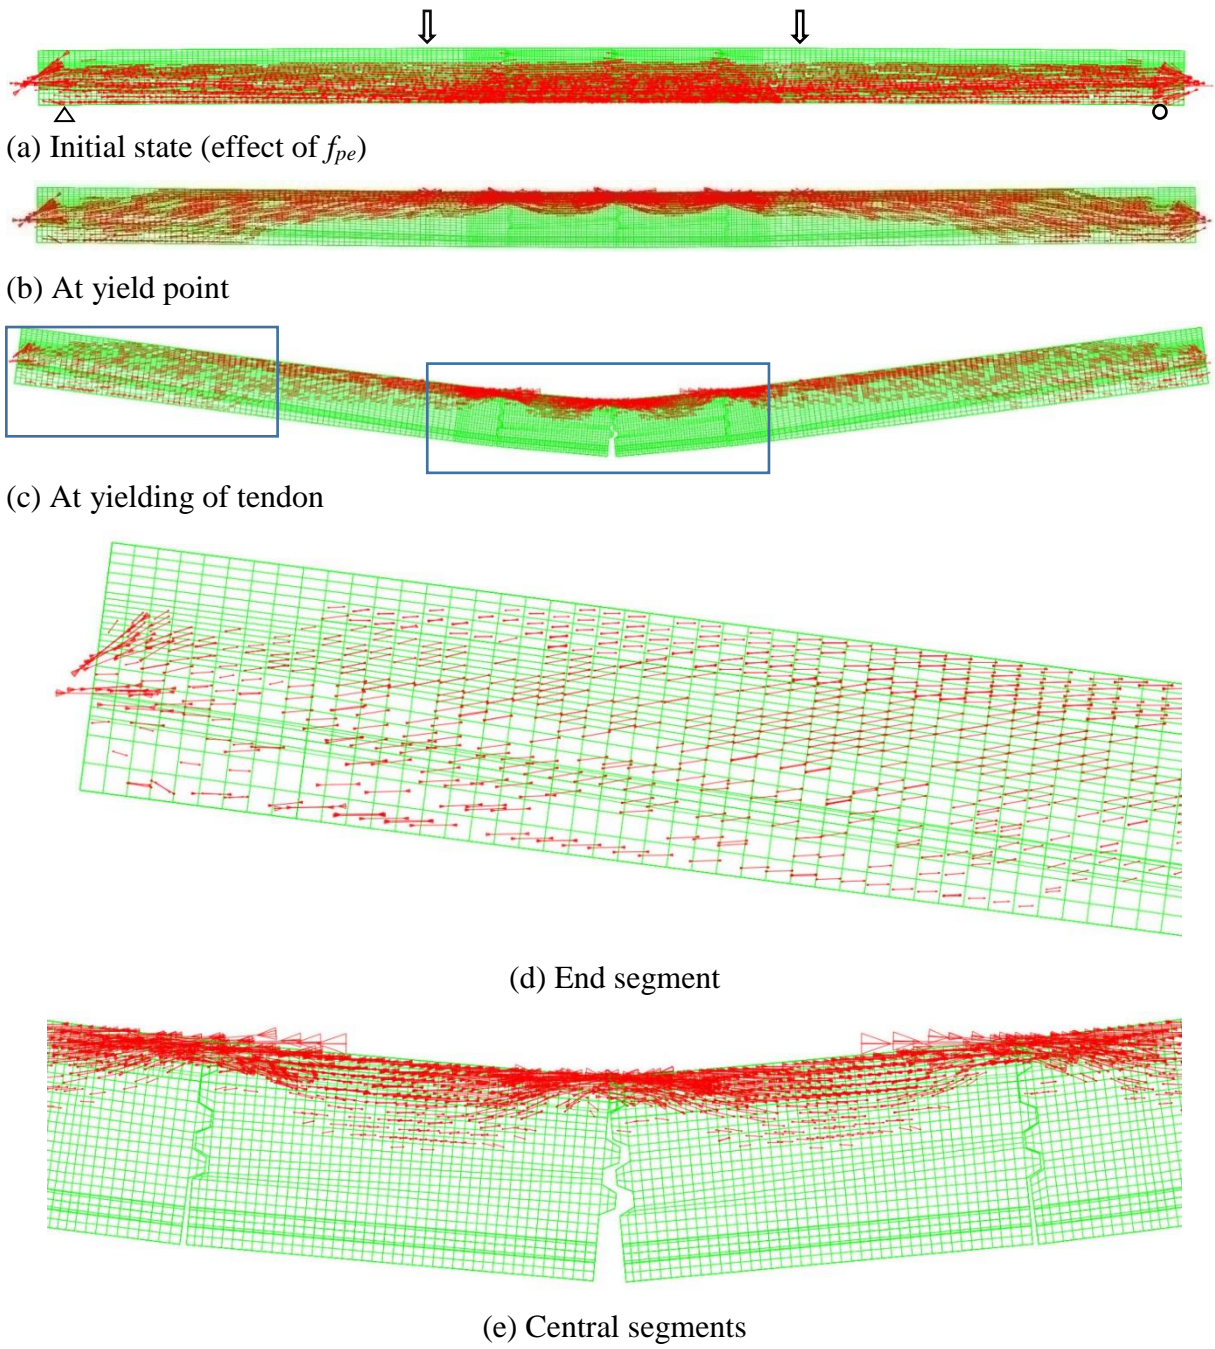 (a) Initial state (effect of fpe)
(b) At yield point
(c) At yielding of tendon
(d) End segment
(e) Central segments